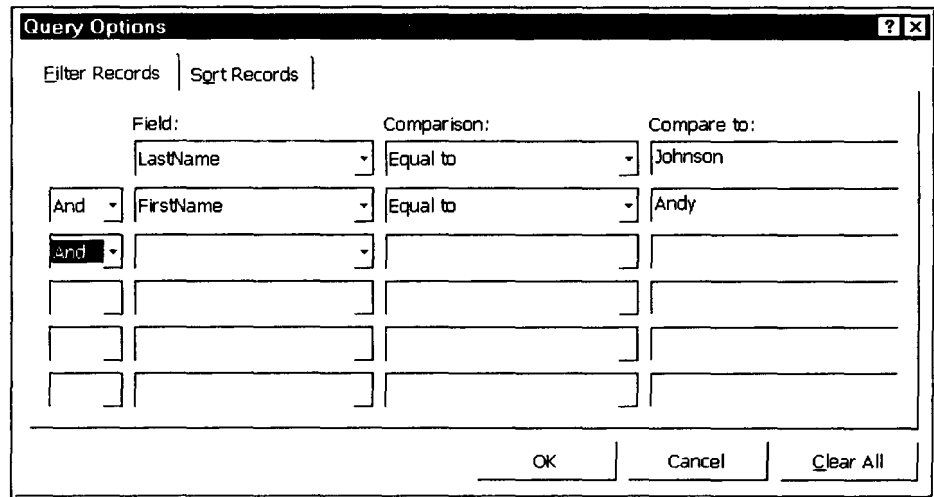 Query Options
Filter Records Sort Records
Field: Comparison: Compare to:
LastName Equal to Johnson
And FirstName Equal to Andy
And
OK Cancel Clear All